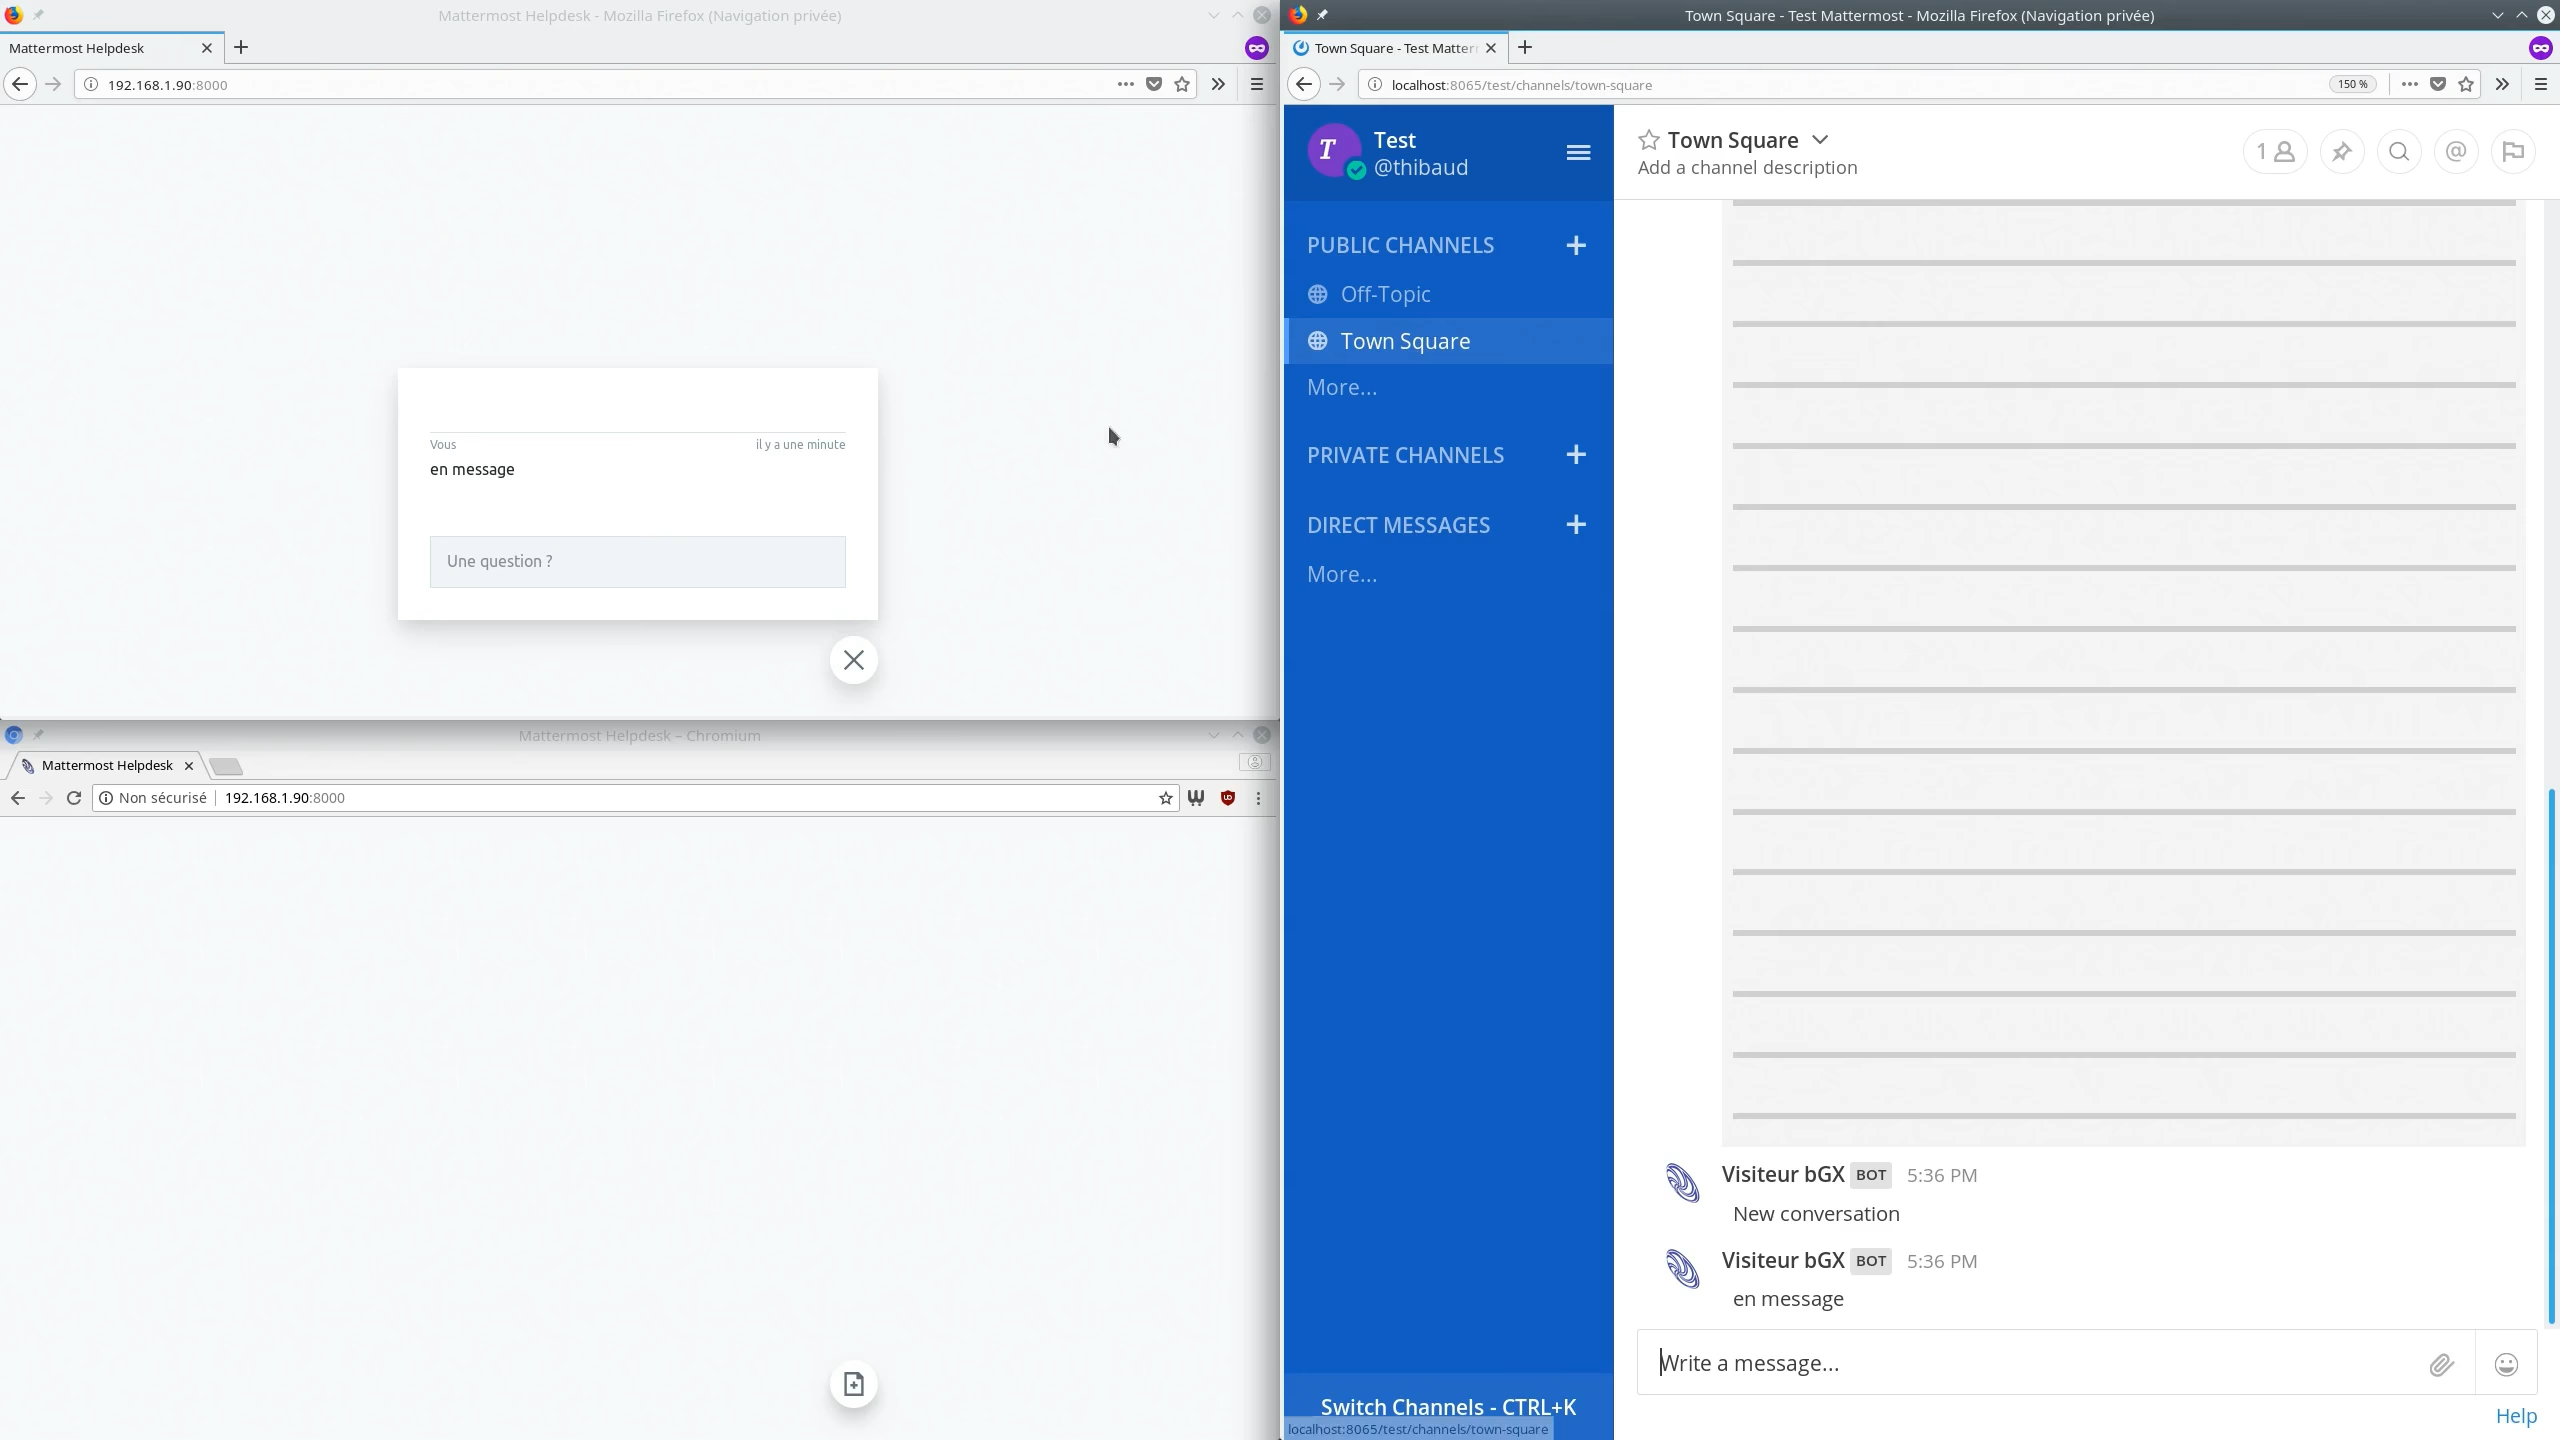 Mattermost Helpdesk - Mozilla Firefox (Navigation privée)
Mattermost Helpdesk
192.168.1.90:8000
Vous
il y a une minute
en message
Une question ?
Mattermost Helpdesk – Chromium
Mattermost Helpdesk
Non sécurisé
192.168.1.90:8000
Town Square - Test Mattermost - Mozilla Firefox (Navigation privée)
Town Square - Test Matter
localhost:8065/test/channels/town-square
150 %
T
Test
@thibaud
PUBLIC CHANNELS
Off-Topic
Town Square
More...
PRIVATE CHANNELS
DIRECT MESSAGES
More...
Switch Channels - CTRL+K
localhost:8065/test/channels/town-square
Town Square
Add a channel description
1
@
Visiteur bGX BOT 5:36 PM
New conversation
Visiteur bGX BOT 5:36 PM
en message
Write a message...
Help